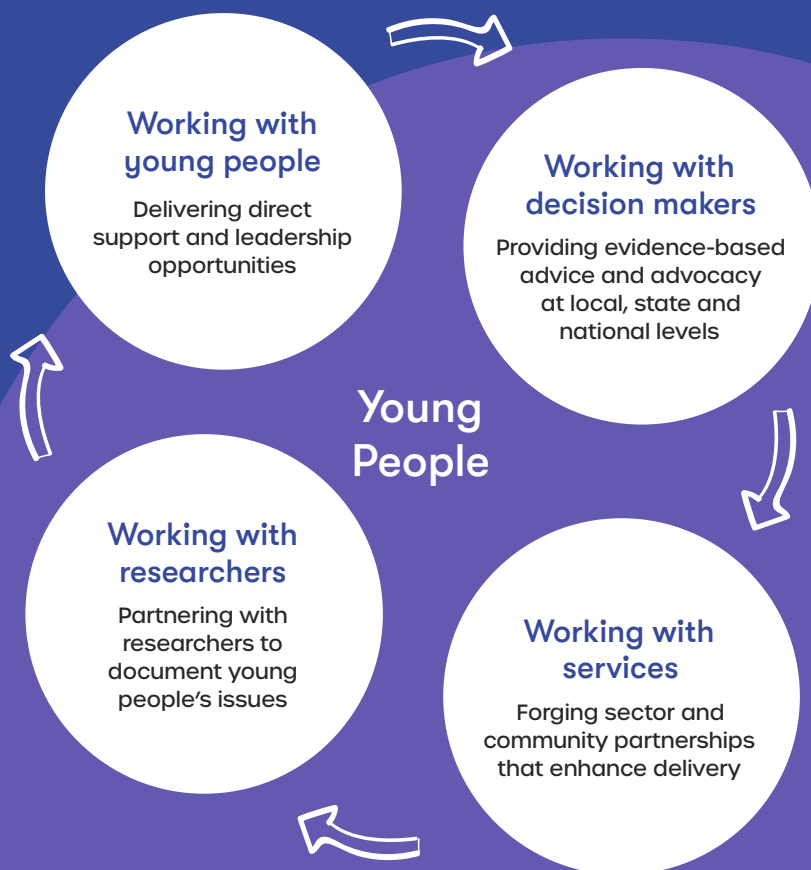 Working with
young people
Delivering direct
support and leadership
opportunities
Working with
decision makers
Providing evidence-based
advice and advocacy
at local, state and
national levels
Young
People
Working with
services
Forging sector and
community partnerships
that enhance delivery
Working with
researchers
Partnering with
researchers to
document young
people’s issues